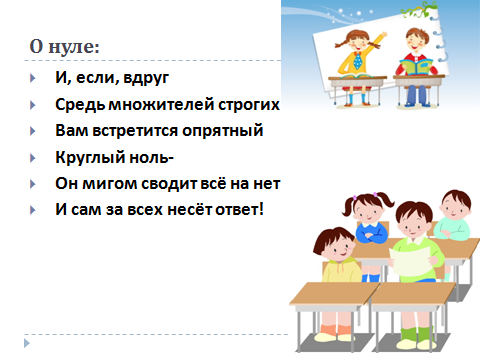 О нуле:
И, если, вдруг
Средь множителей строгих
Вам встретится опрятный
Круглый ноль-
Он мигом сводит всё на нет
И сам за всех несёт ответ!